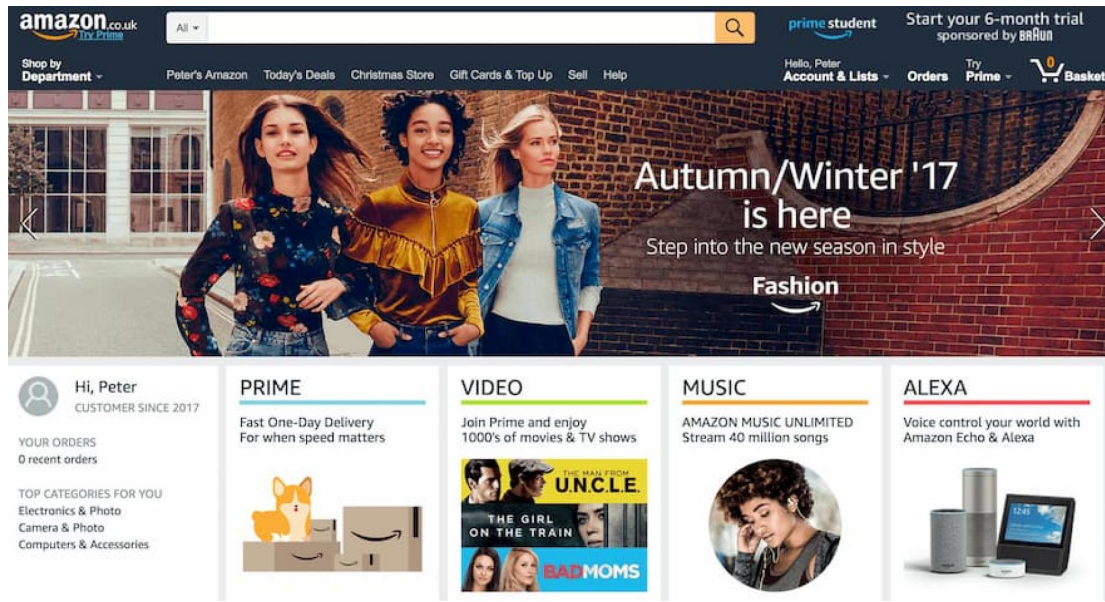 amazon.co.uk
Try Prime
All
prime student
Start your 6-month trial
sponsored by BRAUN
Shop by
Department
Peter's Amazon Today's Deals Christmas Store Gift Cards & Top Up Sell Help
Hello, Peter
Account & Lists
Orders
Try
Prime
0
Basket
Autumn/Winter '17
is here
Step into the new season in style
Fashion
Hi, Peter
CUSTOMER SINCE 2017
YOUR ORDERS
0 recent orders
TOP CATEGORIES FOR YOU
Electronics & Photo
Camera & Photo
Computers & Accessories
PRIME
Fast One-Day Delivery
For when speed matters
VIDEO
Join Prime and enjoy
1000's of movies & TV shows
THE MAN FROM
U.N.C.L.E.
THE GIRL
ON THE TRAIN
BADMOMS
MUSIC
AMAZON MUSIC UNLIMITED
Stream 40 million songs
ALEXA
Voice control your world with
Amazon Echo & Alexa
12:45